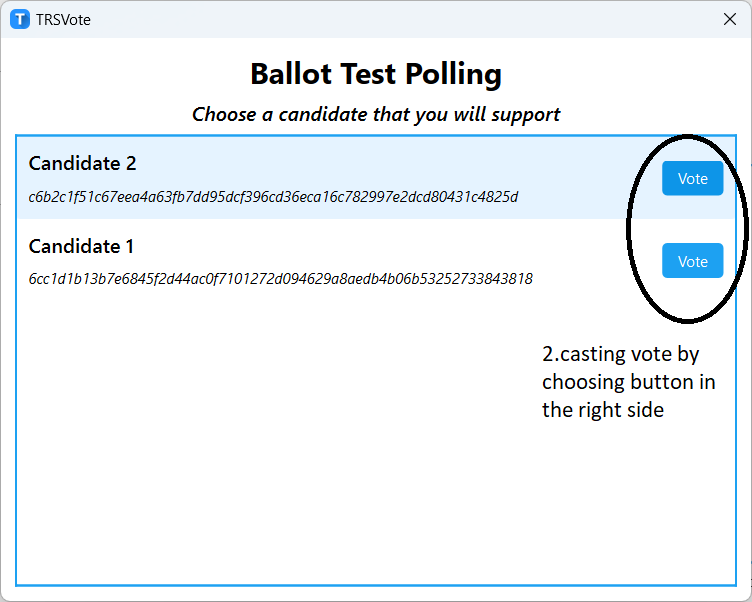 T TRSVote
Ballot Test Polling
Choose a candidate that you will support
Candidate 2
Vote
c6b2c1f51c67eea4a63fb7dd95dcf396cd36eca16c782997e2dcd80431c4825d
Candidate 1
Vote
6cc1d1b13b7e6845f2d44ac0f7101272d094629a8aedb4b06b53252733843818
2.casting vote by
choosing button in
the right side